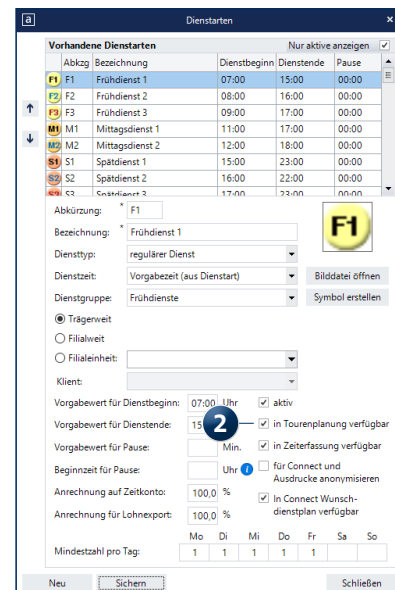 a Dienstarten ×
Vorhandene Dienstarten Nur aktive anzeigen
Abkzg Bezeichnung Dienstbeginn Dienstende Pause
F1 F1 Frühdienst 1 07:00 15:00 00:00
F2 F2 Frühdienst 2 08:00 16:00 00:00
F3 F3 Frühdienst 3 09:00 17:00 00:00
M1 M1 Mittagsdienst 1 11:00 17:00 00:00
M2 M2 Mittagsdienst 2 12:00 18:00 00:00
S1 S1 Spätdienst 1 15:00 23:00 00:00
S2 S2 Spätdienst 2 16:00 22:00 00:00
S3 S3 Spätdienst 3 17:00 23:00 00:00
Abkürzung: * F1
F1
Bezeichnung: * Frühdienst 1
Diensttyp: regulärer Dienst
Dienstzeit: Vorgabezeit (aus Dienstart) Bilddatei öffnen
Dienstgruppe: Frühdienste Symbol erstellen
Trägerweit
Filialweit
Filialeinheit:
Klient:
Vorgabewert für Dienstbeginn: 07:00 Uhr aktiv
Vorgabewert für Dienstende: 15 2 in Tourenplanung verfügbar
Vorgabewert für Pause: Min. in Zeiterfassung verfügbar
Beginnzeit für Pause: Uhr i für Connect und
Ausdrucke anonymisieren
Anrechnung auf Zeitkonto: 100,0 % In Connect Wunsch-
dienstplan verfügbar
Anrechnung für Lohnexport: 100,0 %
Mo Di Mi Do Fr Sa So
Mindestzahl pro Tag: 1 1 1 1 1
Neu Sichern Schließen